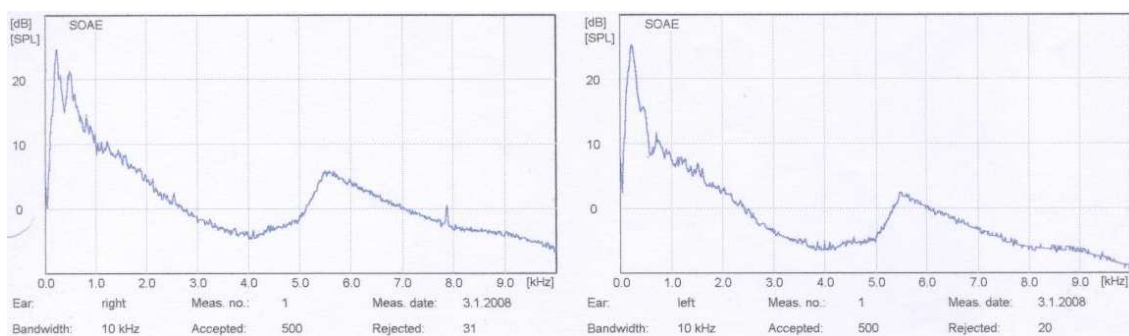 [dB] SOAE
[SPL]
20
10
0
0.0 1.0 2.0 3.0 4.0 5.0 6.0 7.0 8.0 9.0 [kHz]
Ear: right Meas. no.: 1 Meas. date: 3.1.2008
Bandwidth: 10 kHz Accepted: 500 Rejected: 31
[dB] SOAE
[SPL]
20
10
0
0.0 1.0 2.0 3.0 4.0 5.0 6.0 7.0 8.0 9.0 [kHz]
Ear: left Meas. no.: 1 Meas. date: 3.1.2008
Bandwidth: 10 kHz Accepted: 500 Rejected: 20